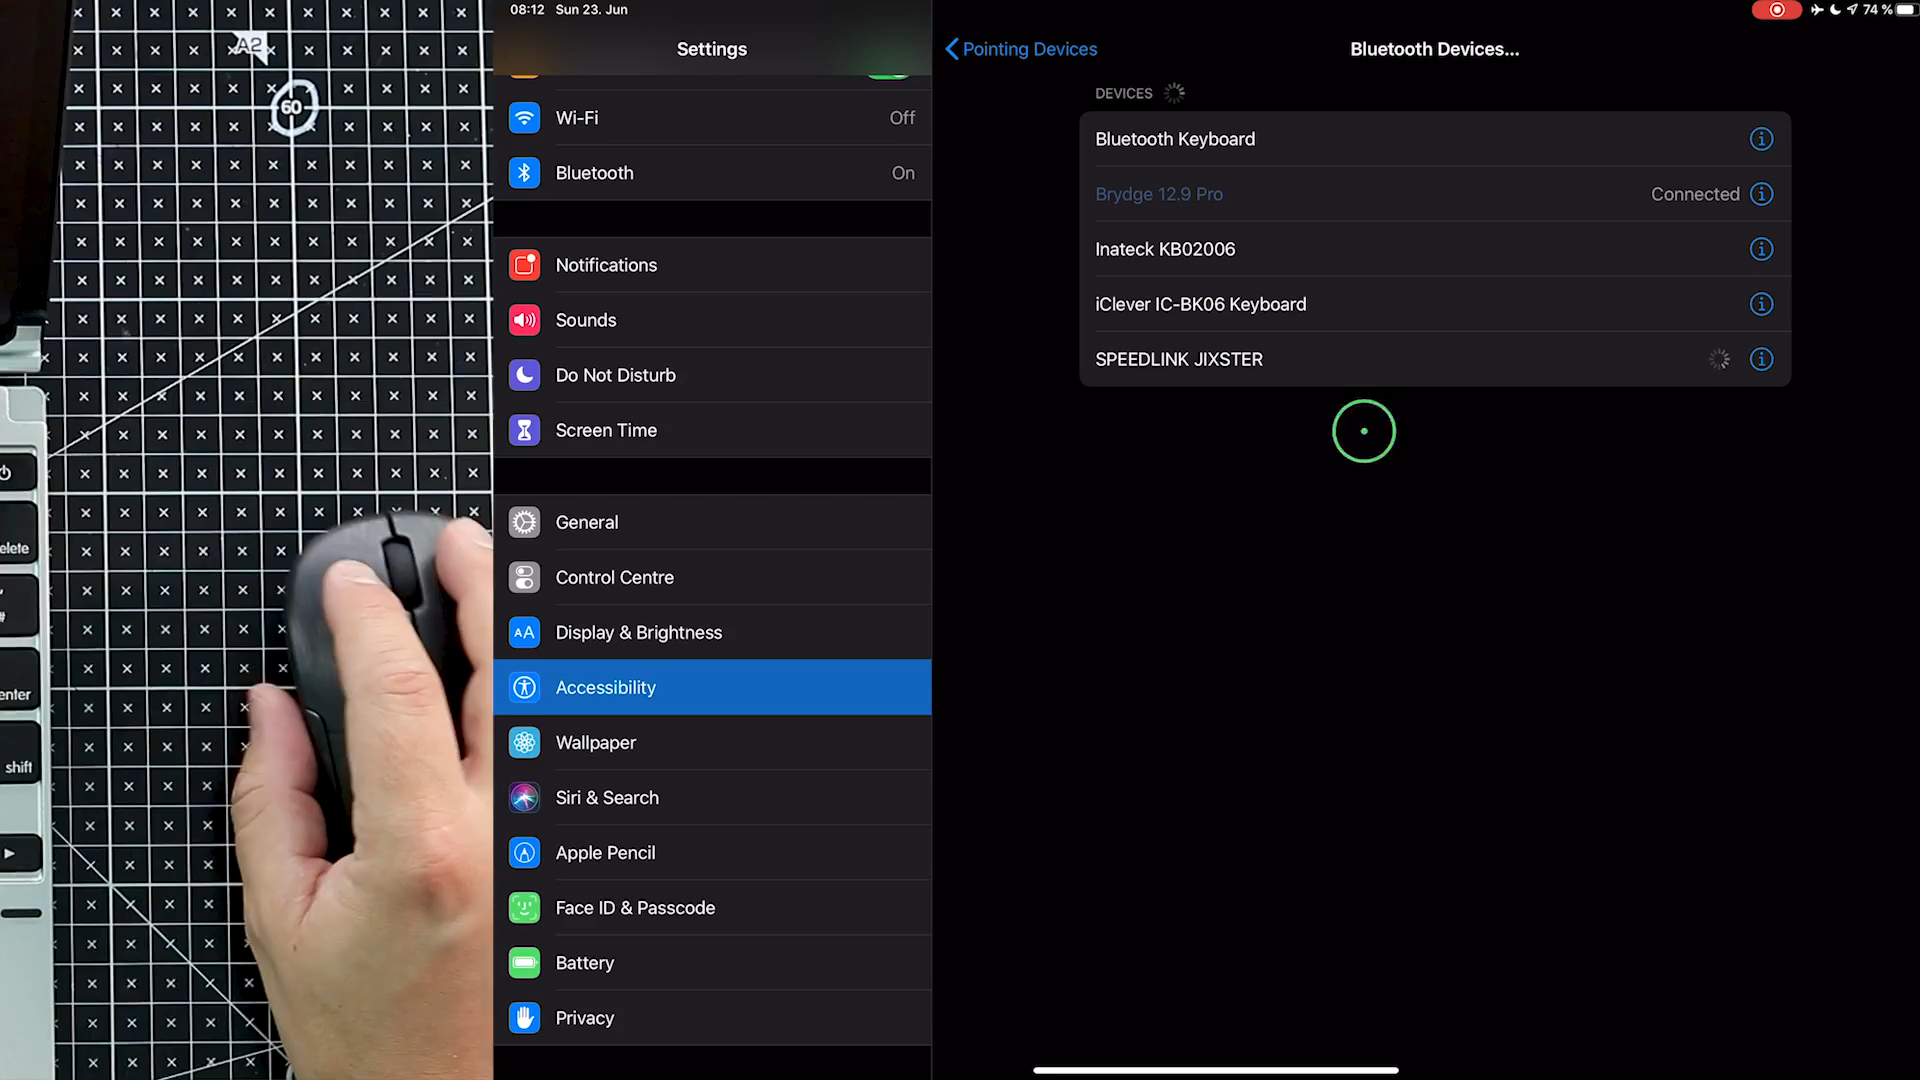 A2
60
elete
#
enter
shift
08:12 Sun 23. Jun
74 %
Settings
Wi-Fi Off
Bluetooth On
Notifications
Sounds
Do Not Disturb
Screen Time
General
Control Centre
AA Display & Brightness
Accessibility
Wallpaper
Siri & Search
Apple Pencil
Face ID & Passcode
Battery
Privacy
Pointing Devices
Bluetooth Devices...
DEVICES
Bluetooth Keyboard
Brydge 12.9 Pro Connected
Inateck KB02006
iClever IC-BK06 Keyboard
SPEEDLINK JIXSTER